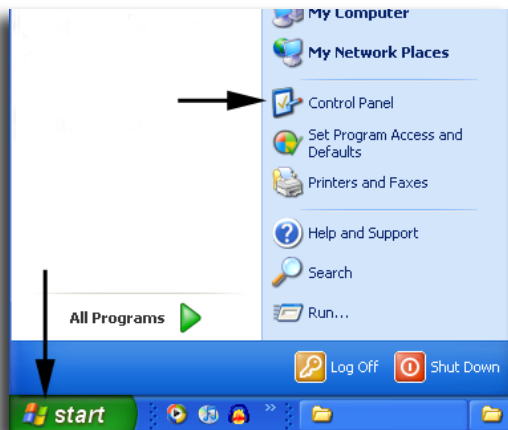 My Computer
My Network Places
Control Panel
Set Program Access and
Defaults
Printers and Faxes
Help and Support
Search
All Programs
Run...
Log Off
Shut Down
start